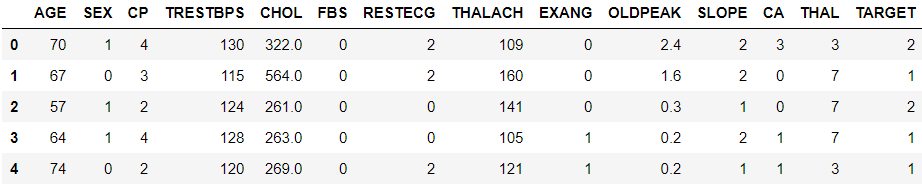 AGE SEX CP TRESTBPS CHOL FBS RESTECG THALACH EXANG OLDPEAK SLOPE CA THAL TARGET
0 70 1 4 130 322.0 0 2 109 0 2.4 2 3 3 2
1 67 0 3 115 564.0 0 2 160 0 1.6 2 0 7 1
2 57 1 2 124 261.0 0 0 141 0 0.3 1 0 7 2
3 64 1 4 128 263.0 0 0 105 1 0.2 2 1 7 1
4 74 0 2 120 269.0 0 2 121 1 0.2 1 1 3 1